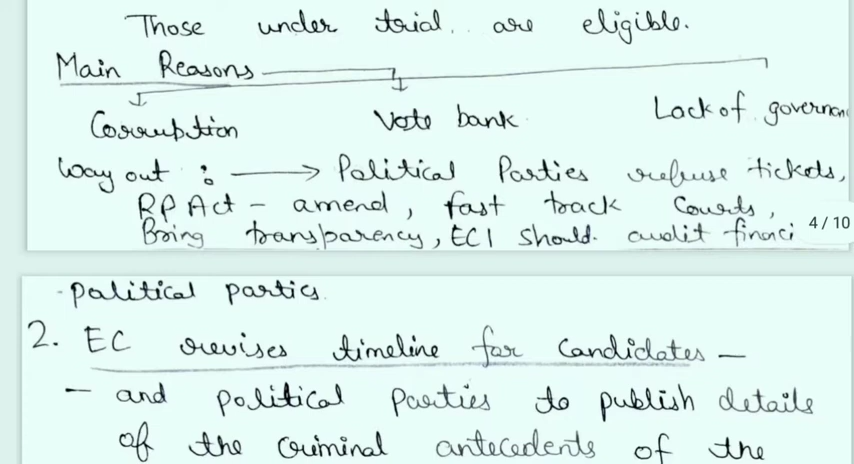 Those under trial.. are eligible.
Main Reasons
Corruption Vote bank Lack of governan
Way out : → Political Parties refuse tickets,
RP Act - amend, fast track Courts,
Bring transparency, ECI should audit financi
4 / 10
political parties
2. EC revises timeline for candidates —
— and political parties to publish details
of the criminal antecedents of the